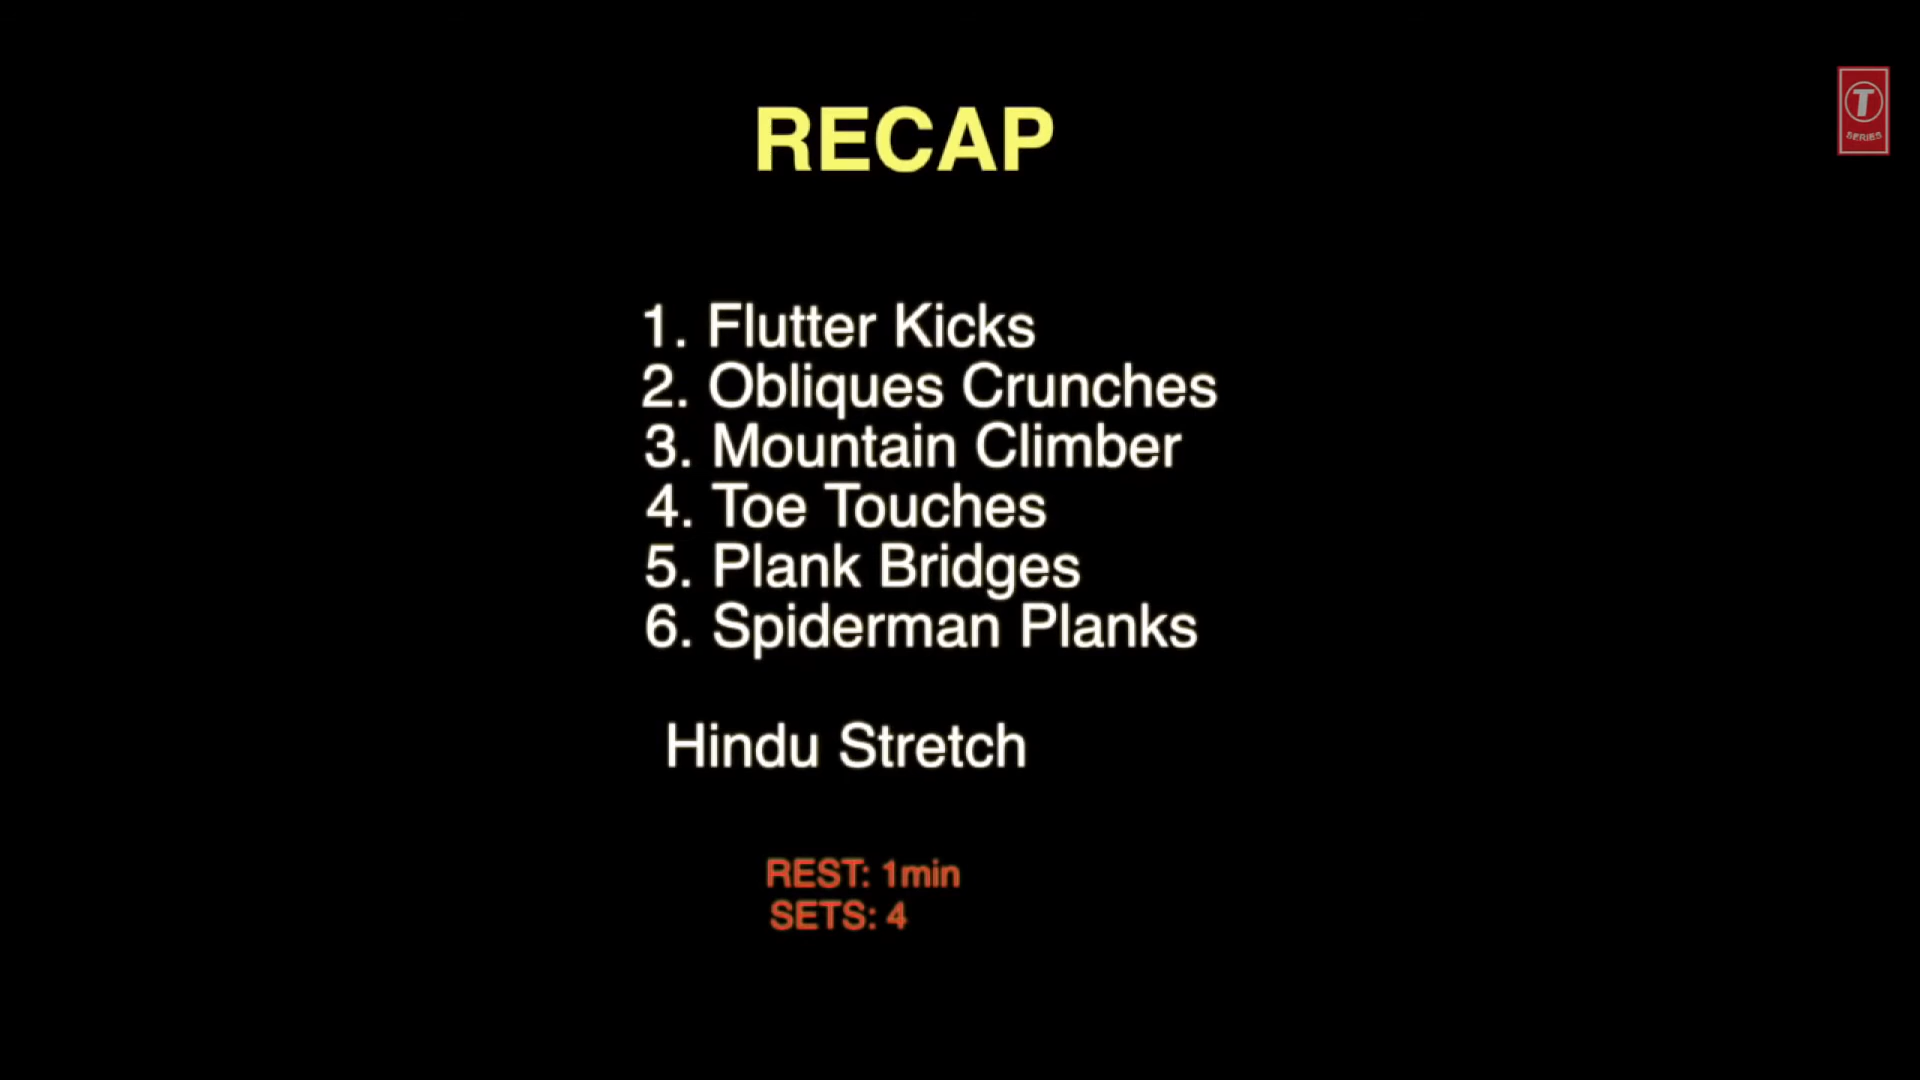 RECAP
T
SERIES
1. Flutter Kicks
2. Obliques Crunches
3. Mountain Climber
4. Toe Touches
5. Plank Bridges
6. Spiderman Planks
Hindu Stretch
REST: 1min
SETS: 4